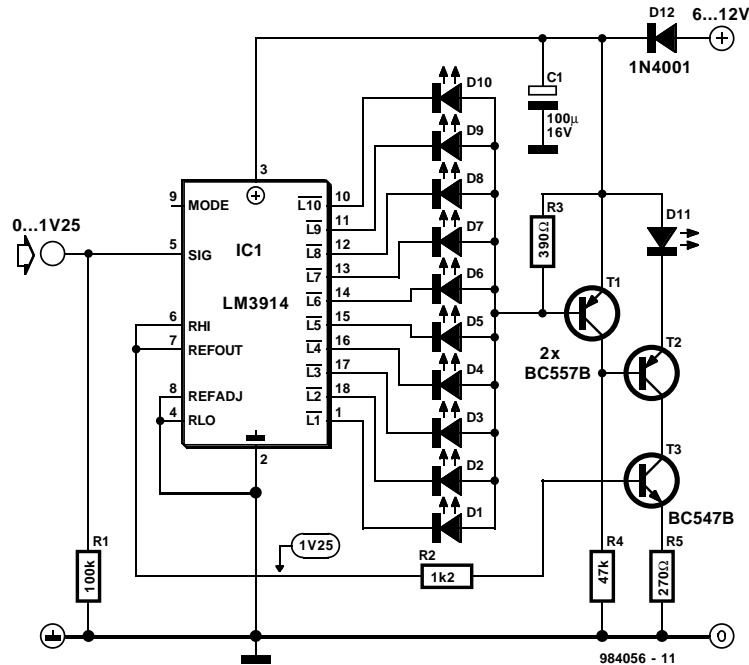 D12
6...12V
1N4001
C1
100µ
16V
D10
D9
D8
D7
D6
D5
D4
D3
D2
D1
3
9
MODE
L10
10
0...1V25
5
SIG
IC1
L9
11
L8
12
L7
13
LM3914
L6
14
6
RHI
L5
15
7
REFOUT
L4
16
L3
17
8
REFADJ
L2
18
4
RLO
L1
1
2
R3
390Ω
D11
T1
2x
BC557B
T2
T3
BC547B
1V25
R1
100k
R2
1k2
R4
47k
R5
270Ω
0
984056 - 11